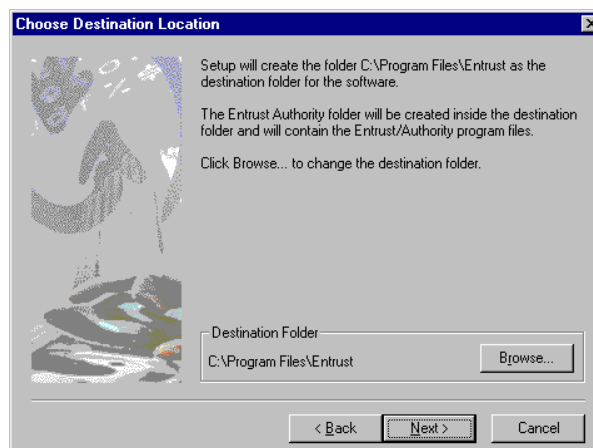 Choose Destination Location
Setup will create the folder C:\Program Files\Entrust as the
destination folder for the software.
The Entrust Authority folder will be created inside the destination
folder and will contain the Entrust/Authority program files.
Click Browse... to change the destination folder.
Destination Folder
C:\Program Files\Entrust
Browse...
< Back
Next >
Cancel